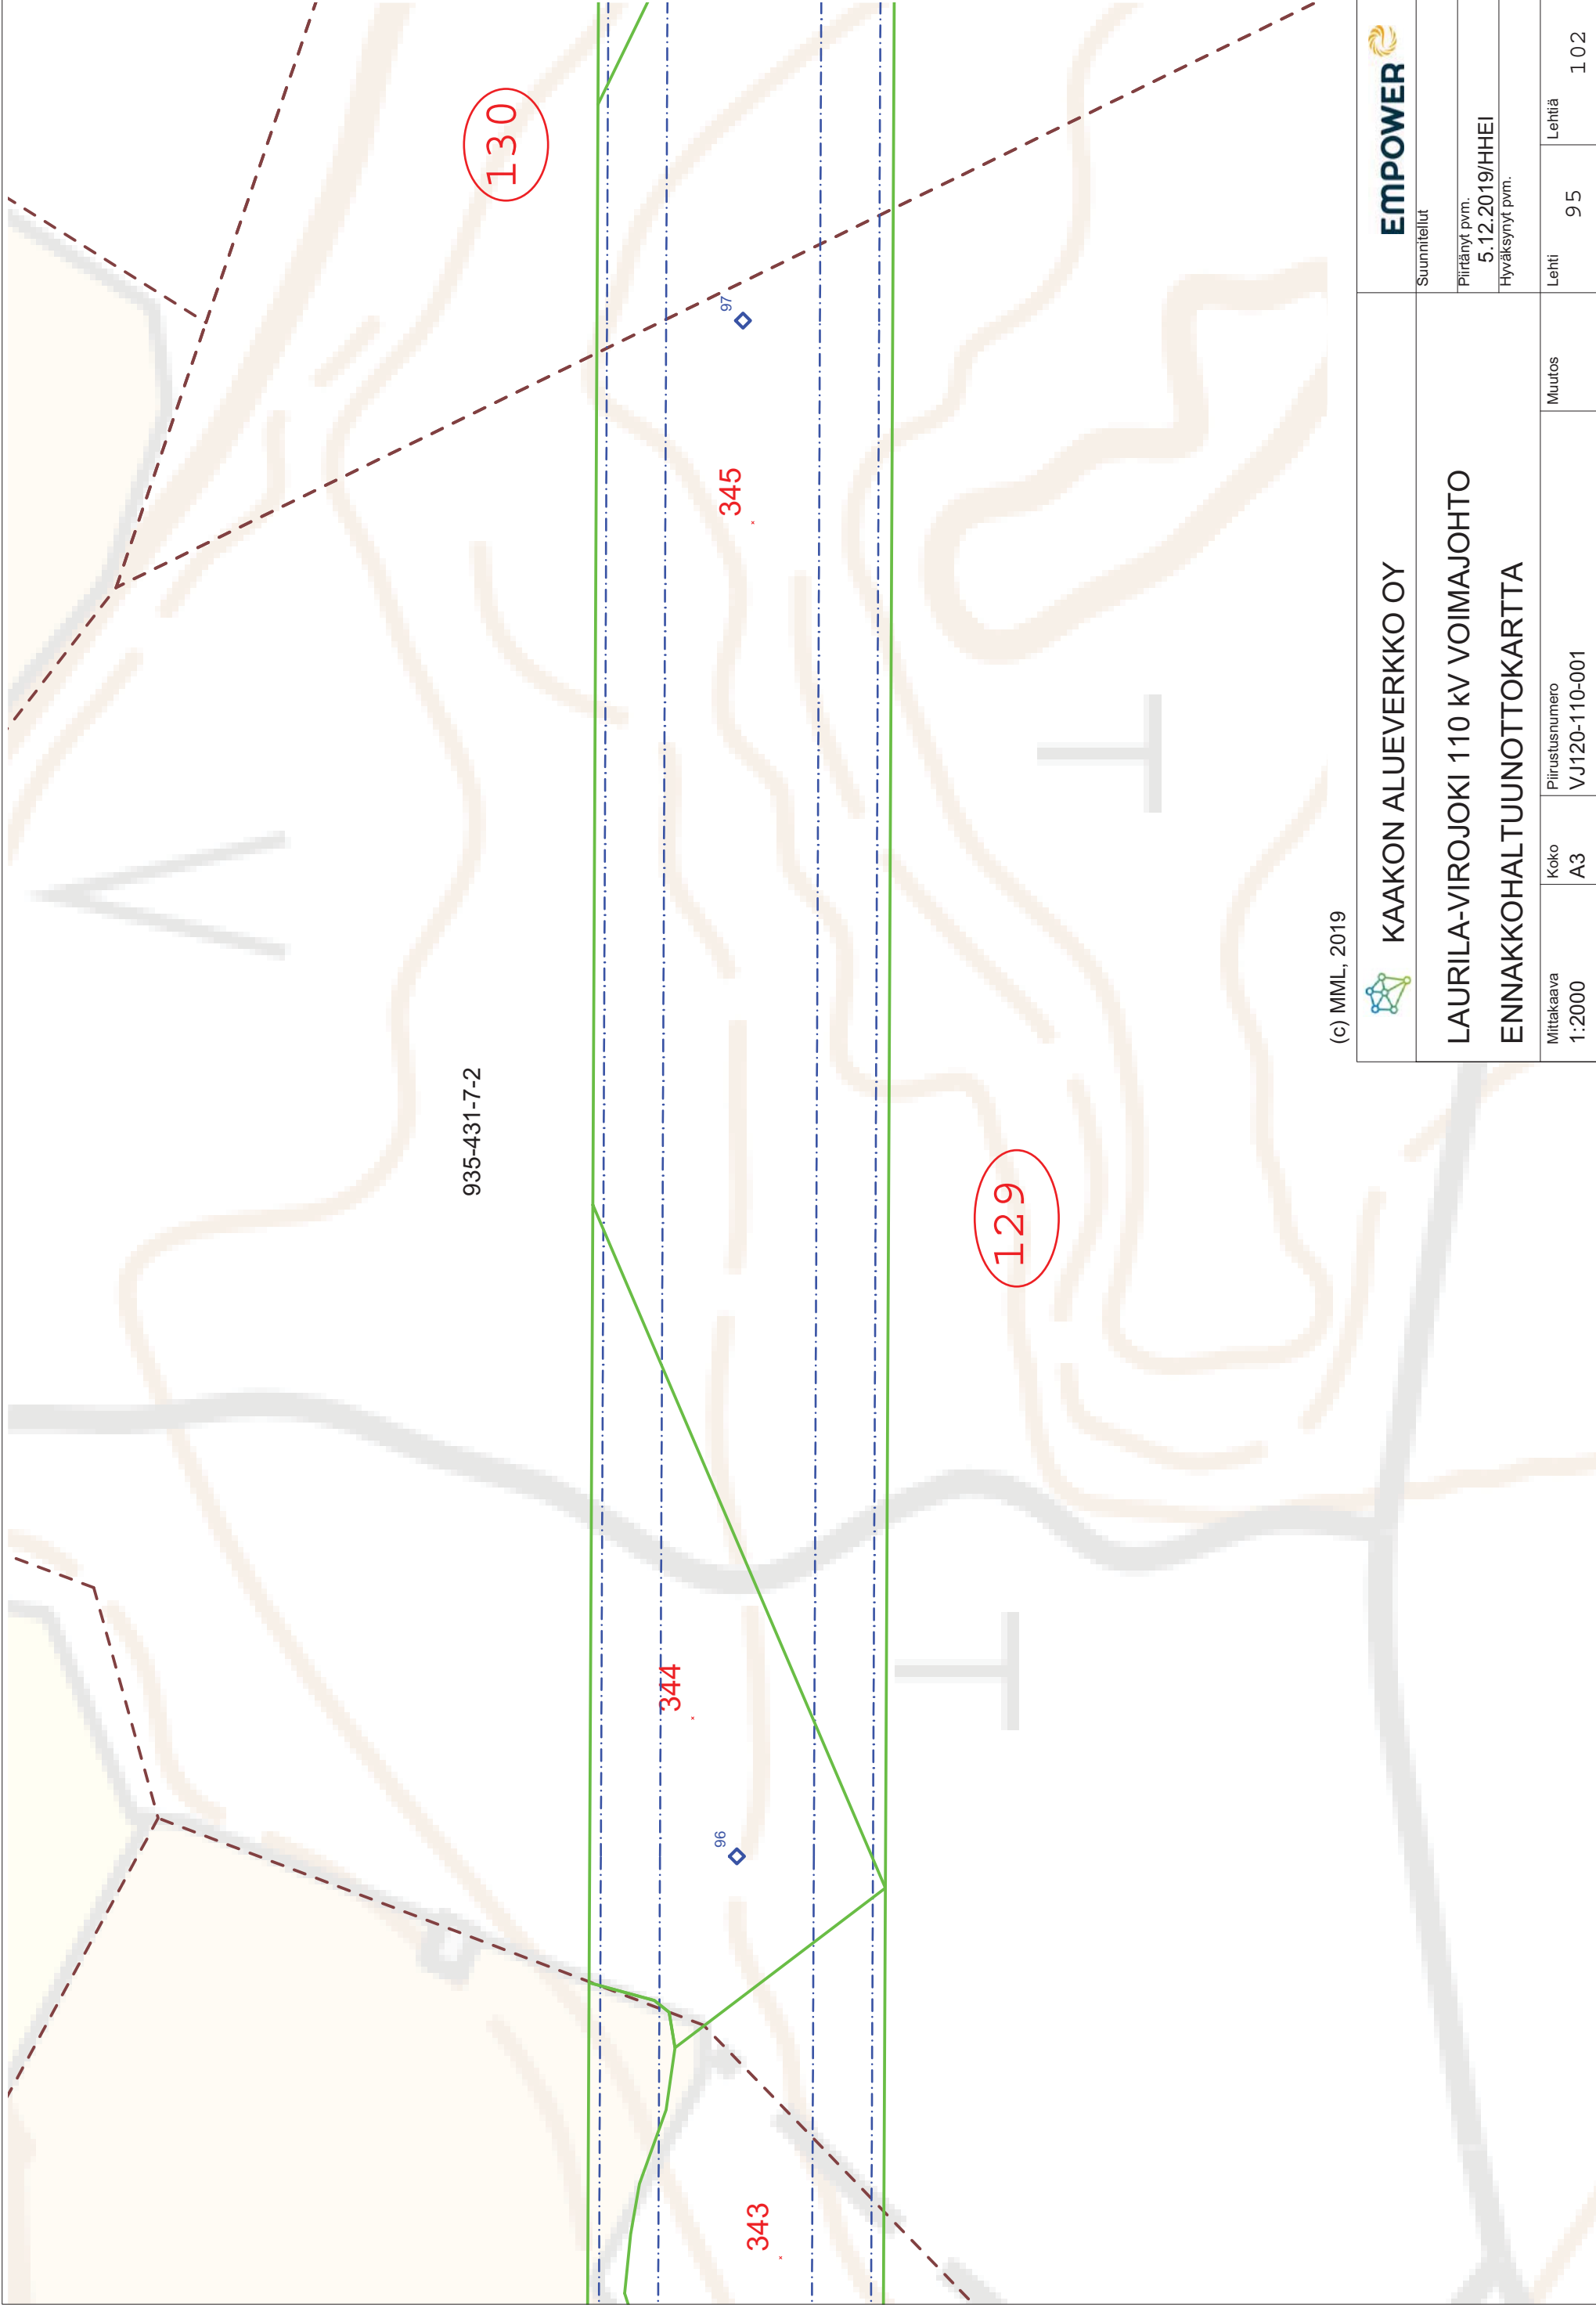 130
97
345
935-431-7-2
129
344
96
343
V
T
T
(c) MML, 2019
KAAKON ALUEVERKKO OY
EMPOWER
LAURILA-VIROJOKI 110 kV VOIMAJOHTO
ENNAKKOHALTUUNOTTOKARTTA
Suunnitellut
Piirtänyt pvm.
5.12.2019/HHEI
Hyväksynyt pvm.
Mittakaava
1:2000
Koko
A3
Piirustusnumero
VJ120-110-001
Muutos
Lehti
95
Lehtiä
102